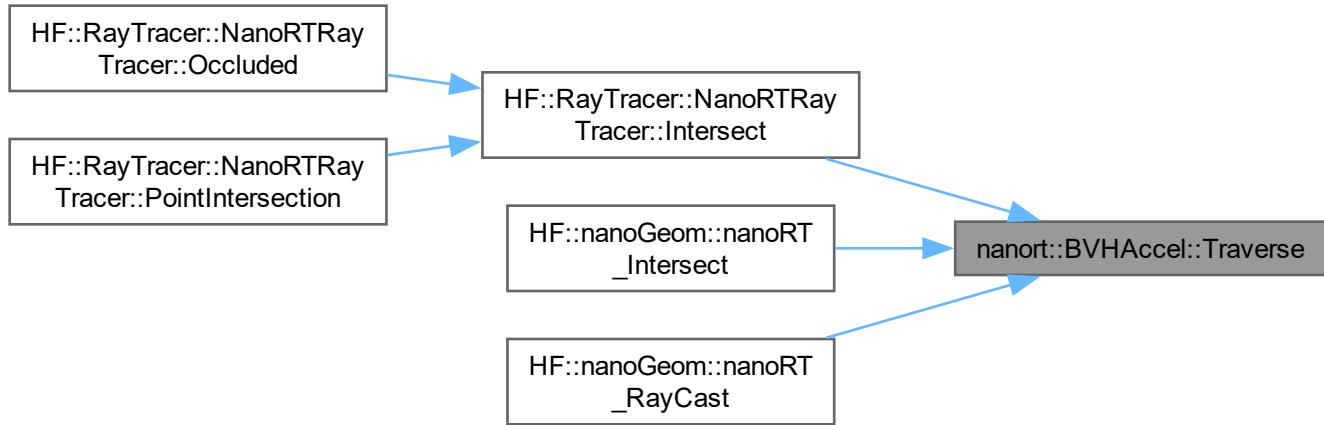 HF::RayTracer::NanoRTRay
Tracer::Occluded
HF::RayTracer::NanoRTRay
Tracer::PointIntersection
HF::RayTracer::NanoRTRay
Tracer::Intersect
HF::nanoGeom::nanoRT
_Intersect
HF::nanoGeom::nanoRT
_RayCast
nanort::BVHAccel::Traverse